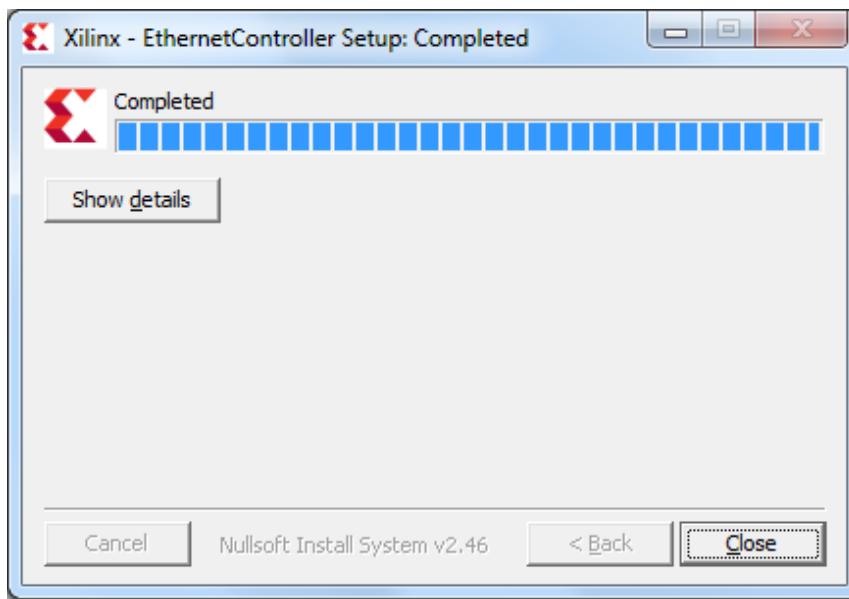 Xilinx - EthernetController Setup: Completed
Completed
Show details
Cancel Nullsoft Install System v2.46 < Back Close